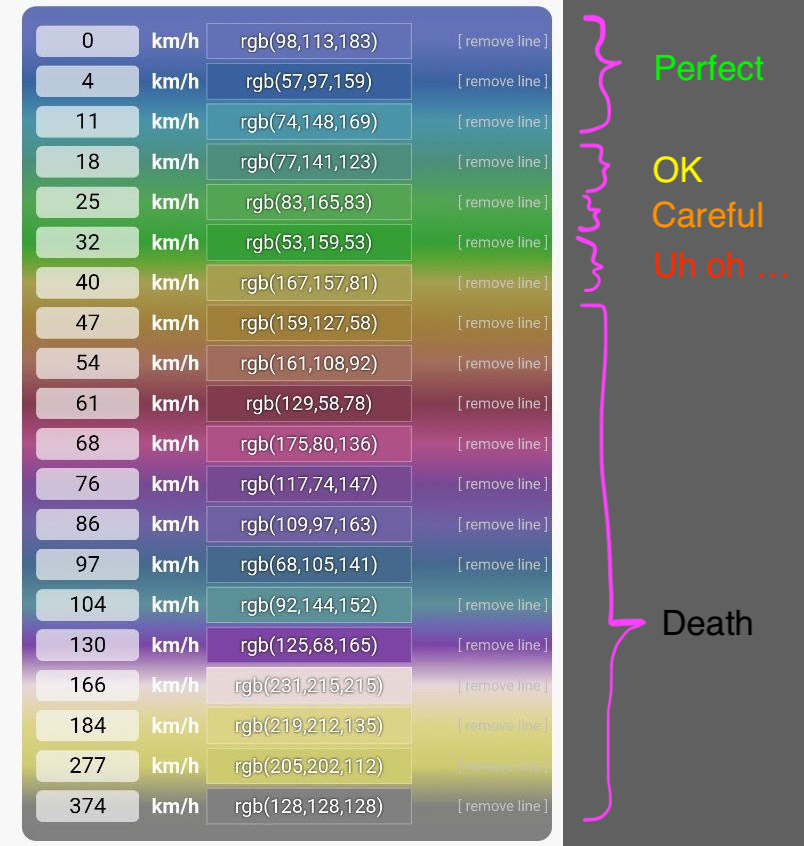 0 km/h rgb(98,113,183) [ remove line ]
4 km/h rgb(57,97,159) [ remove line ]
Perfect
11 km/h rgb(74,148,169) [ remove line ]
18 km/h rgb(77,141,123) [ remove line ]
OK
25 km/h rgb(83,165,83) [ remove line ]
Careful
32 km/h rgb(53,159,53) [ remove line ]
Uh oh ...
40 km/h rgb(167,157,81) [ remove line ]
47 km/h rgb(159,127,58) [ remove line ]
54 km/h rgb(161,108,92) [ remove line ]
61 km/h rgb(129,58,78) [ remove line ]
68 km/h rgb(175,80,136) [ remove line ]
76 km/h rgb(117,74,147) [ remove line ]
86 km/h rgb(109,97,163) [ remove line ]
97 km/h rgb(68,105,141) [ remove line ]
104 km/h rgb(92,144,152) [ remove line ]
Death
130 km/h rgb(125,68,165) [ remove line ]
166 km/h rgb(231,215,215) [ remove line ]
184 km/h rgb(219,212,135) [ remove line ]
277 km/h rgb(205,202,112) [ remove line ]
374 km/h rgb(128,128,128) [ remove line ]